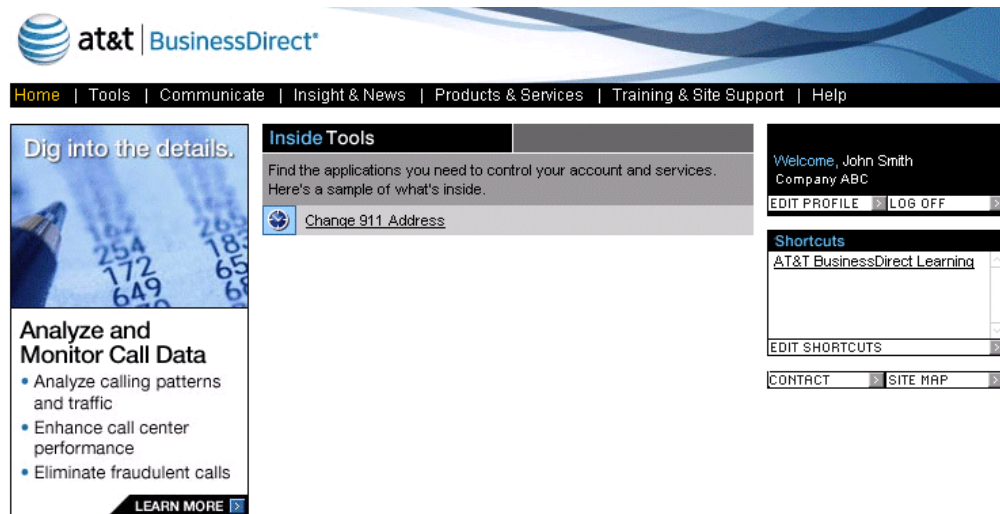 at&t | BusinessDirect*
Home | Tools | Communicate | Insight & News | Products & Services | Training & Site Support | Help
Dig into the details.
254
172
649
183
65
Analyze and
Monitor Call Data
• Analyze calling patterns
and traffic
• Enhance call center
performance
• Eliminate fraudulent calls
LEARN MORE
Inside Tools
Find the applications you need to control your account and services.
Here's a sample of what's inside.
Change 911 Address
Welcome, John Smith
Company ABC
EDIT PROFILE LOG OFF
Shortcuts
AT&T BusinessDirect Learning
EDIT SHORTCUTS
CONTACT SITE MAP